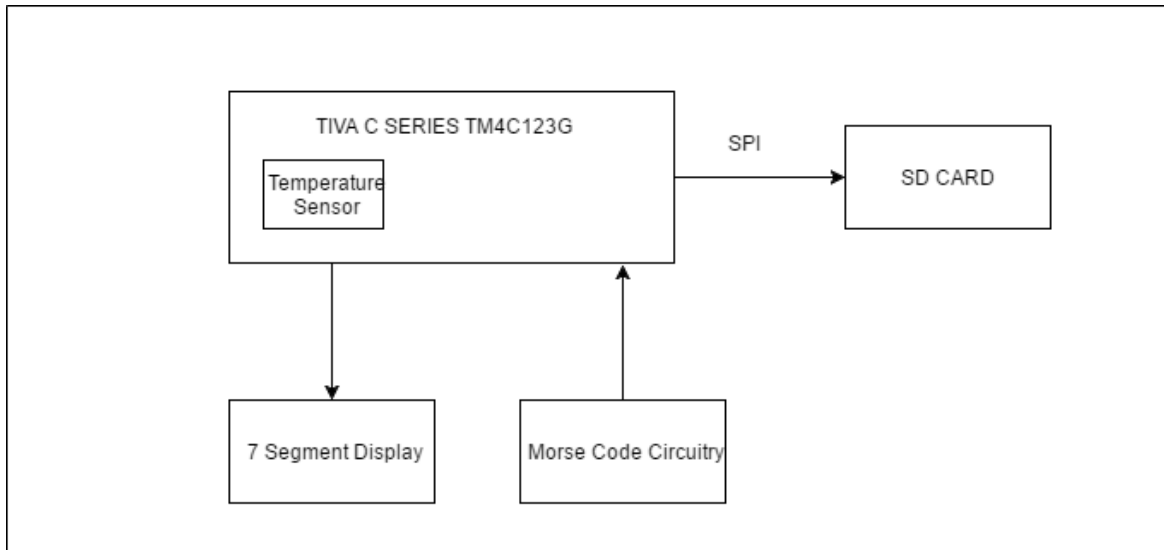 TIVA C SERIES TM4C123G
Temperature
Sensor
SPI
SD CARD
7 Segment Display
Morse Code Circuitry